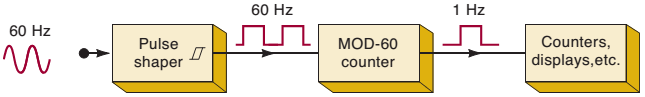 60 Hz
Pulse
shaper
60 Hz
MOD-60
counter
1 Hz
Counters,
displays,etc.